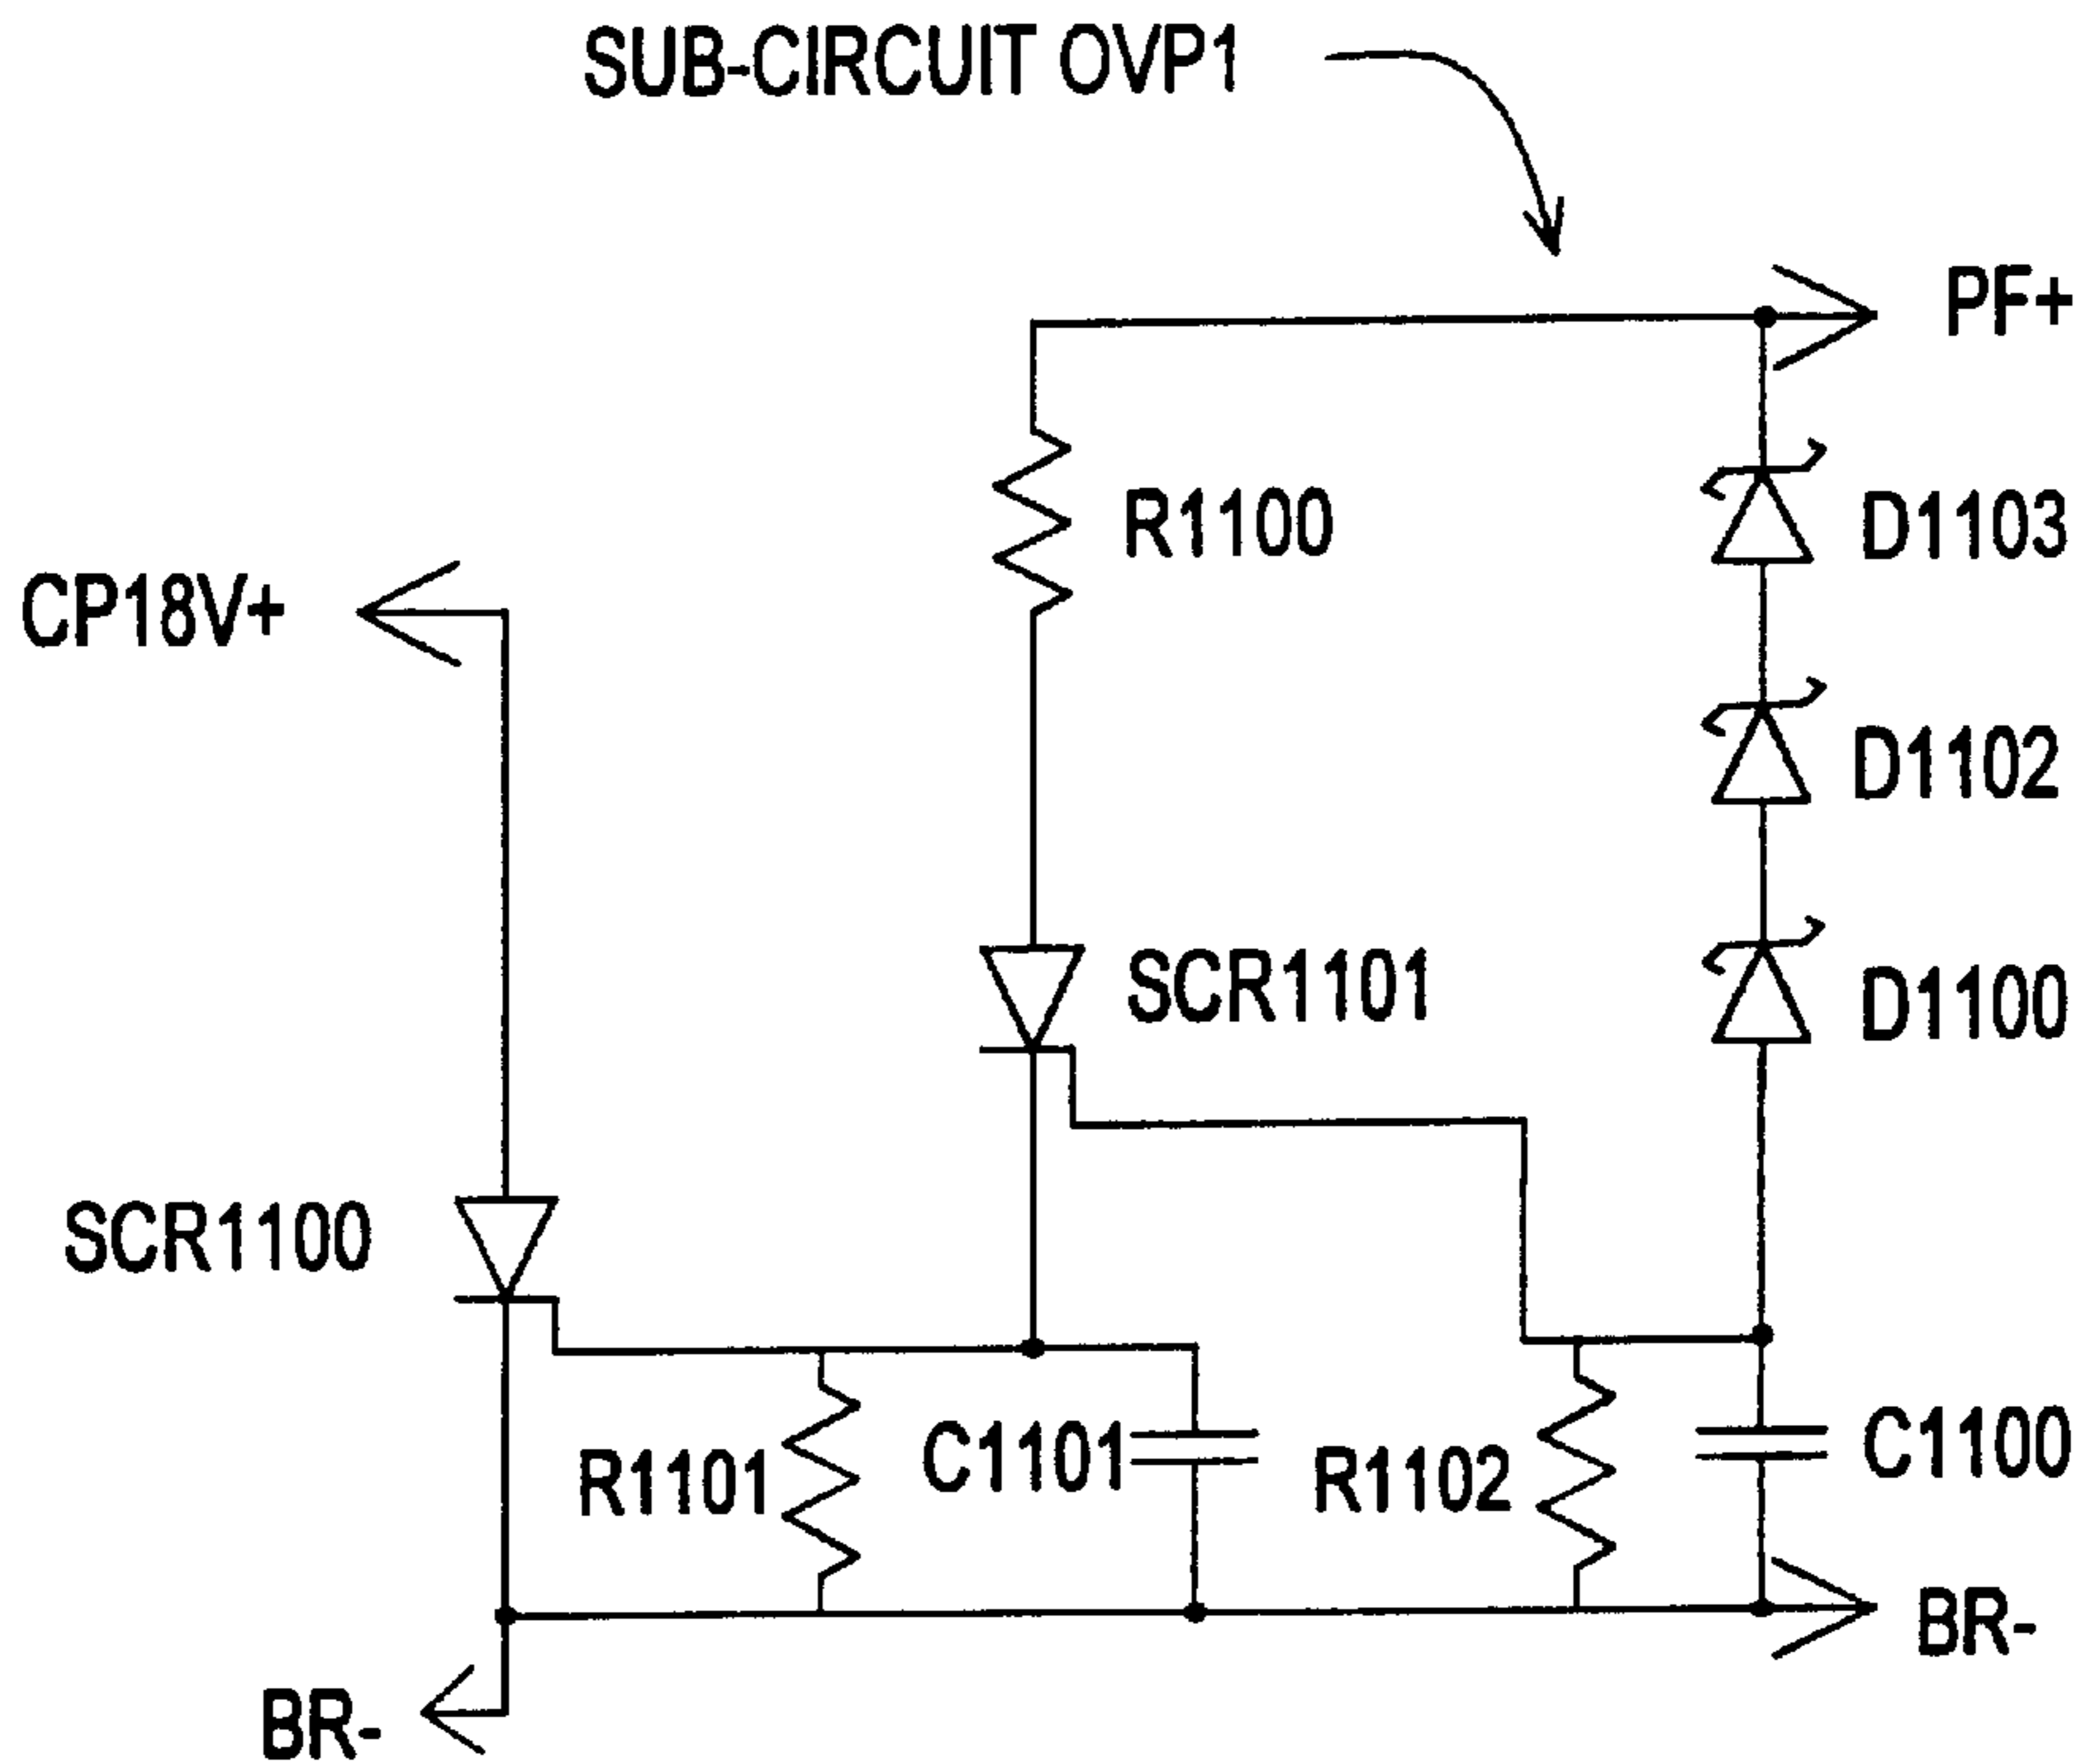 SUB-CIRCUIT OVP1
PF+
R1100
D1103
CP18V+
D1102
SCR1101
D1100
SCR1100
R1101
C1101
R1102
C1100
BR-
BR-